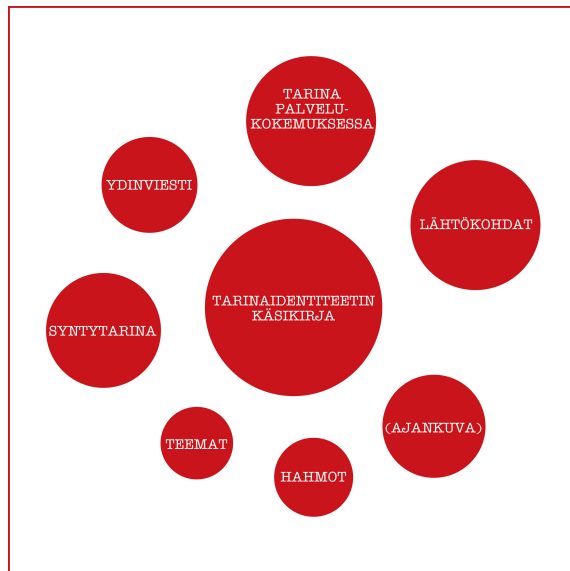 TARINA
PALVELU-
KOKEMUKSESSA
YDINVIESTI
LÄHTÖKOHDAT
TARINAIDENTITEETIN
KÄSIKIRJA
SYNTYTARINA
(AJANKUVA)
TEEMAT
HAHMOT